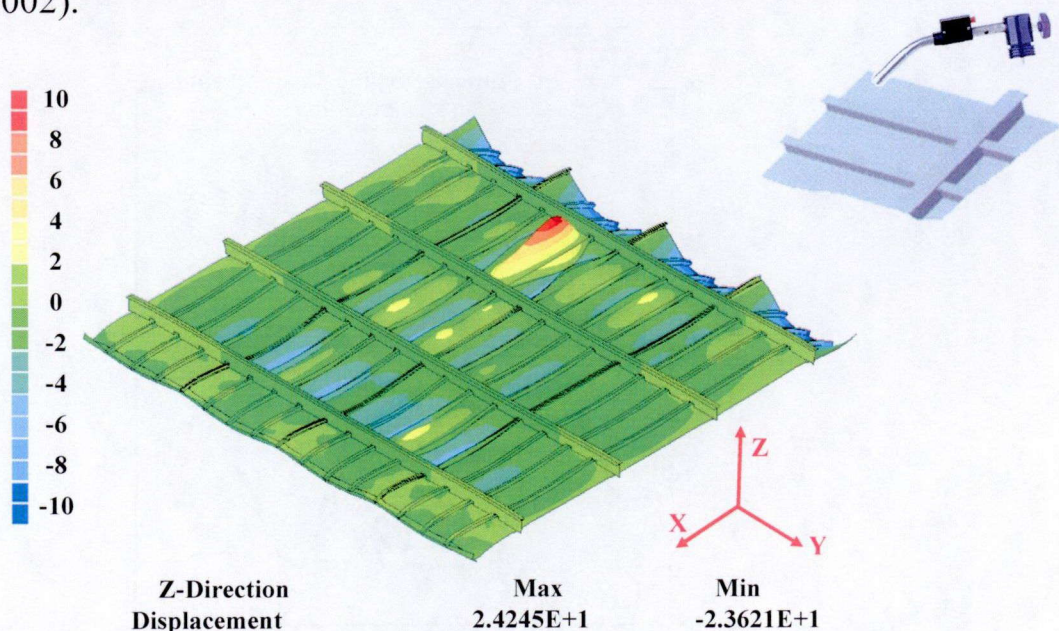 002).
10
8
6
4
2
0
-2
-4
-6
-8
-10
Z
X
Y
Z-Direction Max Min
Displacement 2.4245E+1 -2.3621E+1